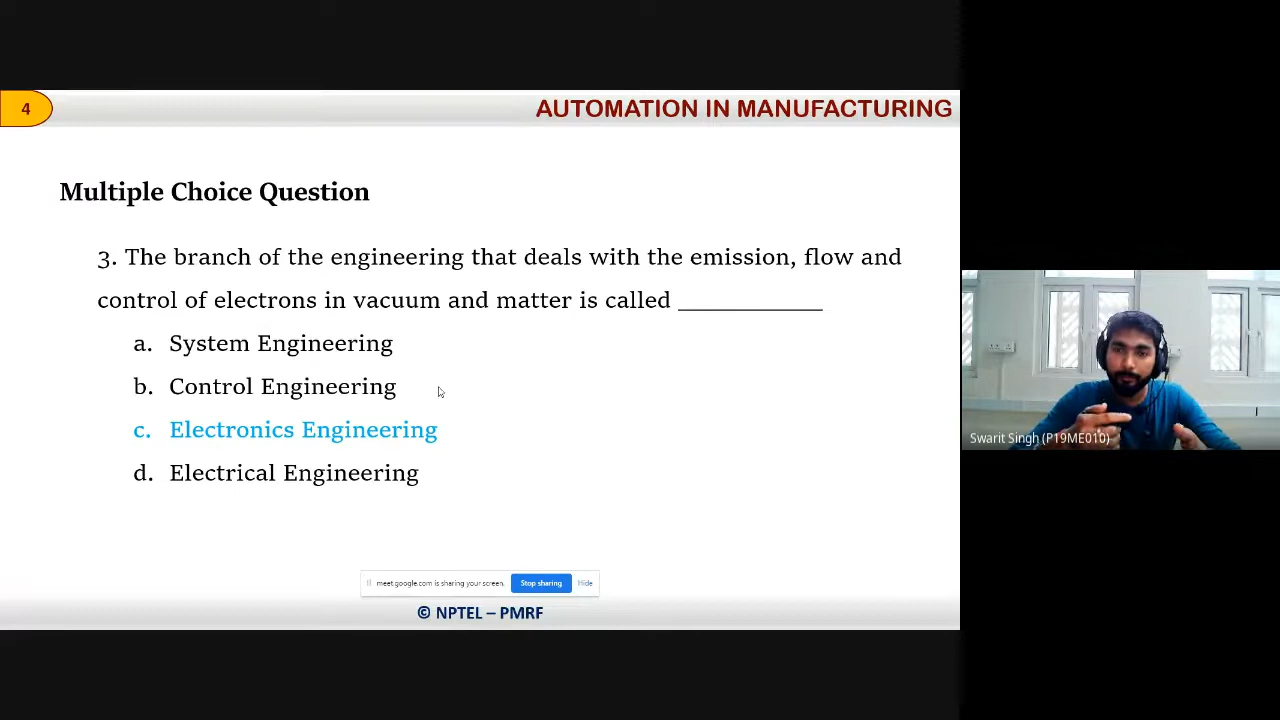 4
AUTOMATION IN MANUFACTURING
Multiple Choice Question
3. The branch of the engineering that deals with the emission, flow and
control of electrons in vacuum and matter is called ____________
a. System Engineering
b. Control Engineering
c. Electronics Engineering
d. Electrical Engineering
Swarit Singh (P19ME010)
meet.google.com is sharing your screen.
Stop sharing
Hide
© NPTEL – PMRF